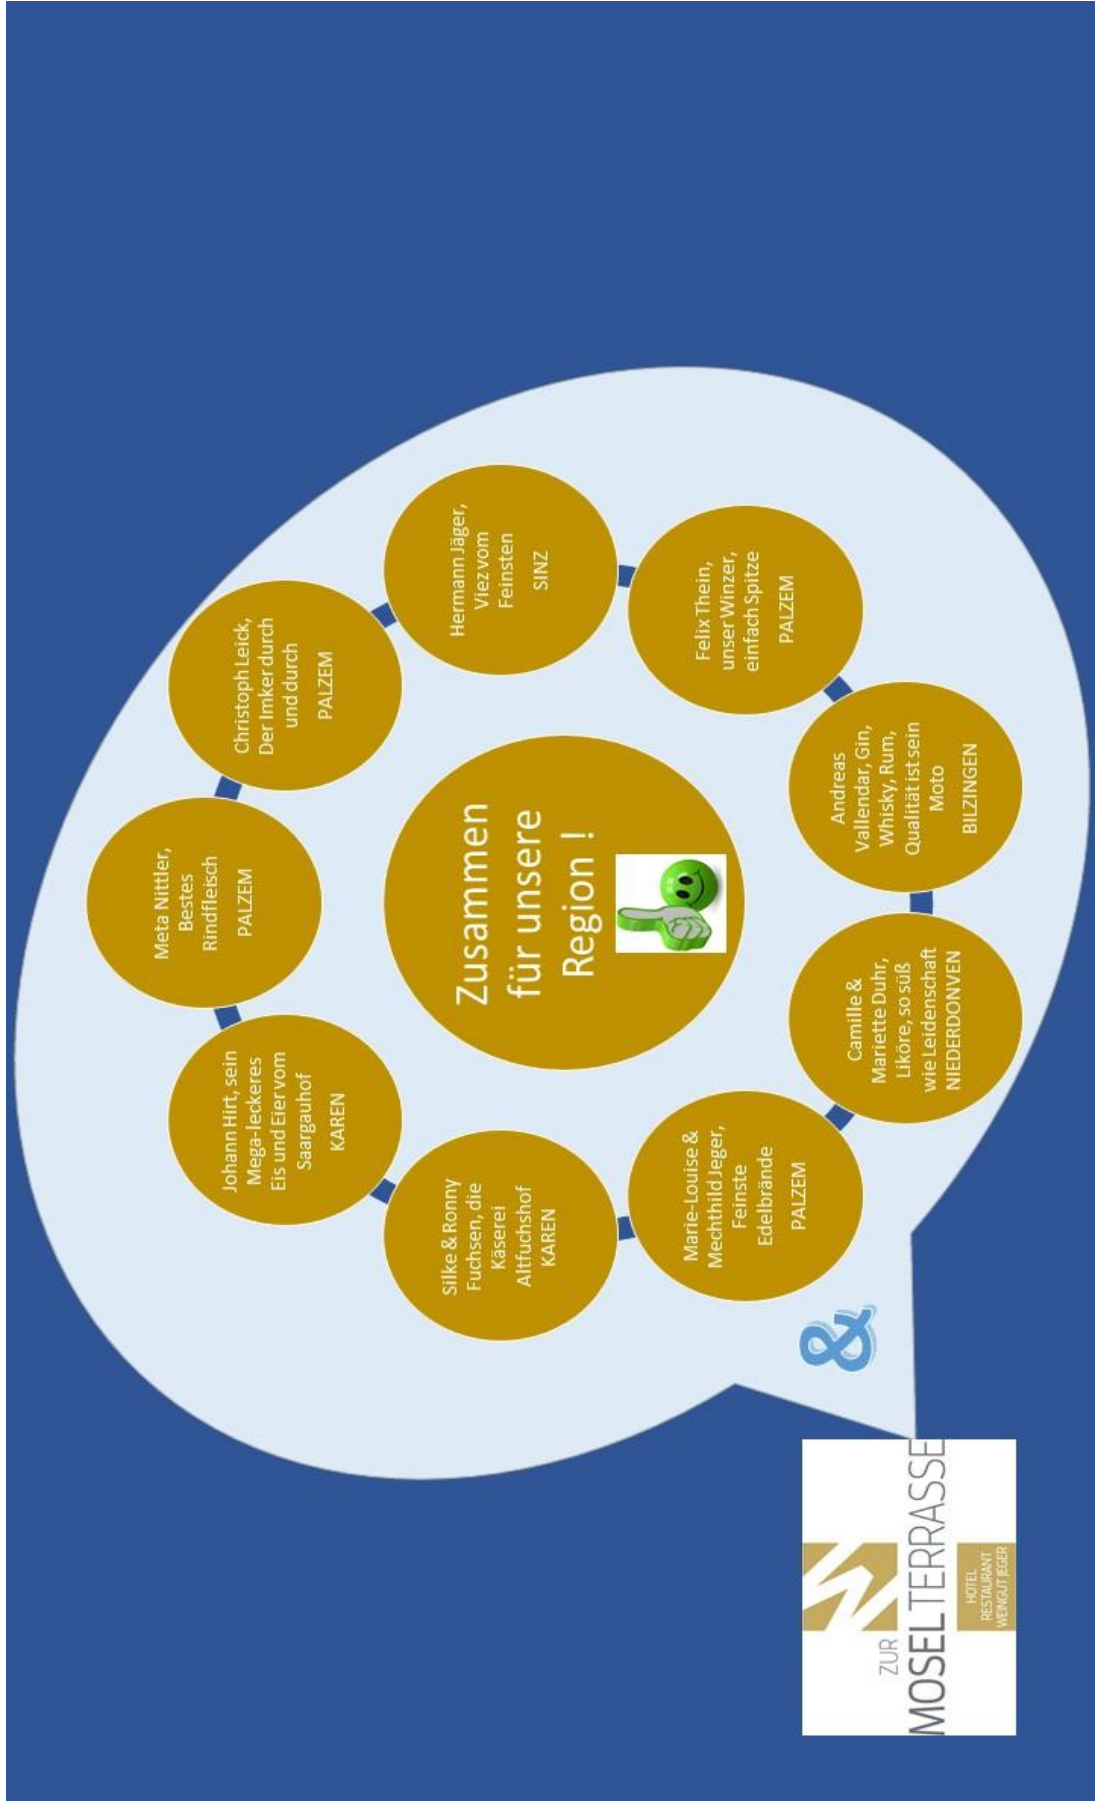 Meta Nittler,
Bestes
Rindfleisch
PALZEM
Christoph Leick,
Der Imker durch
und durch
PALZEM
Hermann Jäger,
Viez vom
Feinsten
SINZ
Felix Thein,
unser Winzer,
einfach Spitze
PALZEM
Andreas
Vallendar, Gin,
Whisky, Rum,
Qualität ist sein
Moto
BILZINGEN
Camille &
Mariette Duhr,
Liköre, so süß
wie Leidenschaft
NIEDERDONVEN
Marie-Louise &
Mechthild Jeger,
Feinste
Edelbrände
PALZEM
Silke & Ronny
Fuchsen, die
Käserei
Altfuchshof
KAREN
Johann Hirt, sein
Mega-leckeres
Eis und Eier vom
Saargauhof
KAREN
Zusammen
für unsere
Region !
&
ZUR
MOSELTERRASSE
HOTEL
RESTAURANT
WEINGUT JEGER